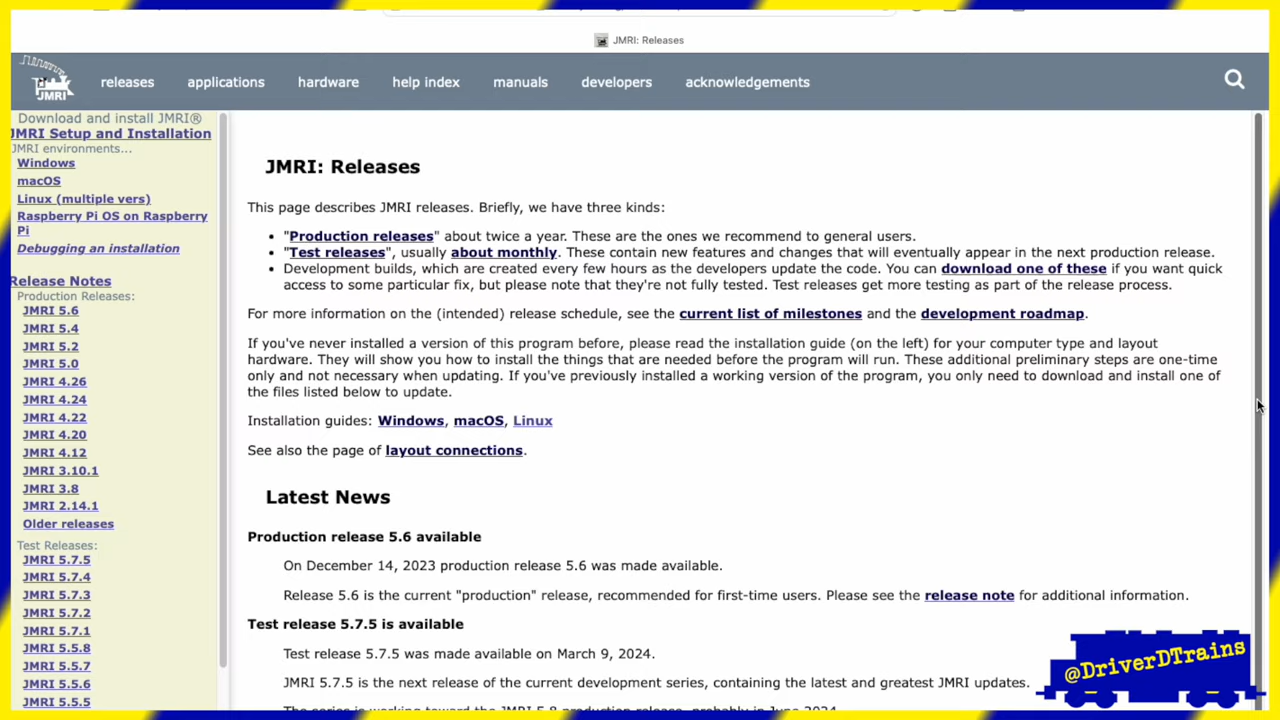 JMRI: Releases
JMRI
releases applications hardware help index manuals developers acknowledgements
Download and install JMRI®
JMRI Setup and Installation
JMRI environments...
Windows
macOS
Linux (multiple vers)
Raspberry Pi OS on Raspberry
Pi
Debugging an installation
Release Notes
Production Releases:
JMRI 5.6
JMRI 5.4
JMRI 5.2
JMRI 5.0
JMRI 4.26
JMRI 4.24
JMRI 4.22
JMRI 4.20
JMRI 4.12
JMRI 3.10.1
JMRI 3.8
JMRI 2.14.1
Older releases
Test Releases:
JMRI 5.7.5
JMRI 5.7.4
JMRI 5.7.3
JMRI 5.7.2
JMRI 5.7.1
JMRI 5.5.8
JMRI 5.5.7
JMRI 5.5.6
JMRI 5.5.5
JMRI: Releases
This page describes JMRI releases. Briefly, we have three kinds:
• "Production releases" about twice a year. These are the ones we recommend to general users.
• "Test releases", usually about monthly. These contain new features and changes that will eventually appear in the next production release.
• Development builds, which are created every few hours as the developers update the code. You can download one of these if you want quick
access to some particular fix, but please note that they're not fully tested. Test releases get more testing as part of the release process.
For more information on the (intended) release schedule, see the current list of milestones and the development roadmap.
If you've never installed a version of this program before, please read the installation guide (on the left) for your computer type and layout
hardware. They will show you how to install the things that are needed before the program will run. These additional preliminary steps are one-time
only and not necessary when updating. If you've previously installed a working version of the program, you only need to download and install one of
the files listed below to update.
Installation guides: Windows, macOS, Linux
See also the page of layout connections.
Latest News
Production release 5.6 available
On December 14, 2023 production release 5.6 was made available.
Release 5.6 is the current "production" release, recommended for first-time users. Please see the release note for additional information.
Test release 5.7.5 is available
Test release 5.7.5 was made available on March 9, 2024.
JMRI 5.7.5 is the next release of the current development series, containing the latest and greatest JMRI updates.
The series is working toward the JMRI 5.8 production release, probably in June 2024.
@DriverDTrains